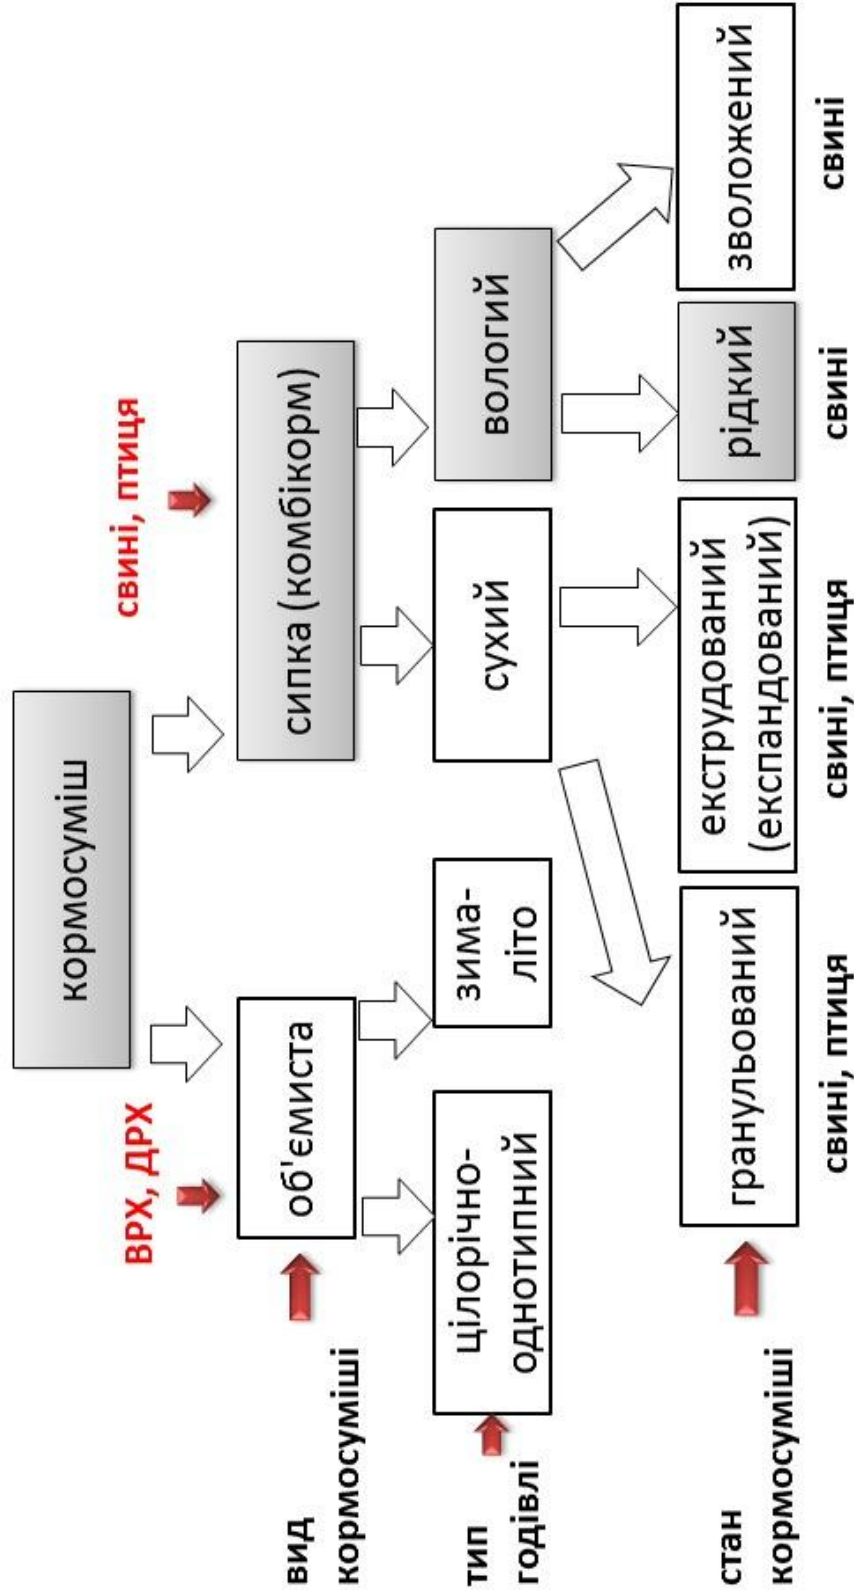 кормосуміш
ВРХ, ДРХ
свині, птиця
вид
кормосуміші
об'ємиста
сипка (комбікорм)
тип
годівлі
цілорічно-
однотипний
зима-
літо
сухий
вологий
стан
кормосуміші
гранульований
екструдований
(експандований)
рідкий
зволожений
свині, птиця
свині, птиця
свині
свині